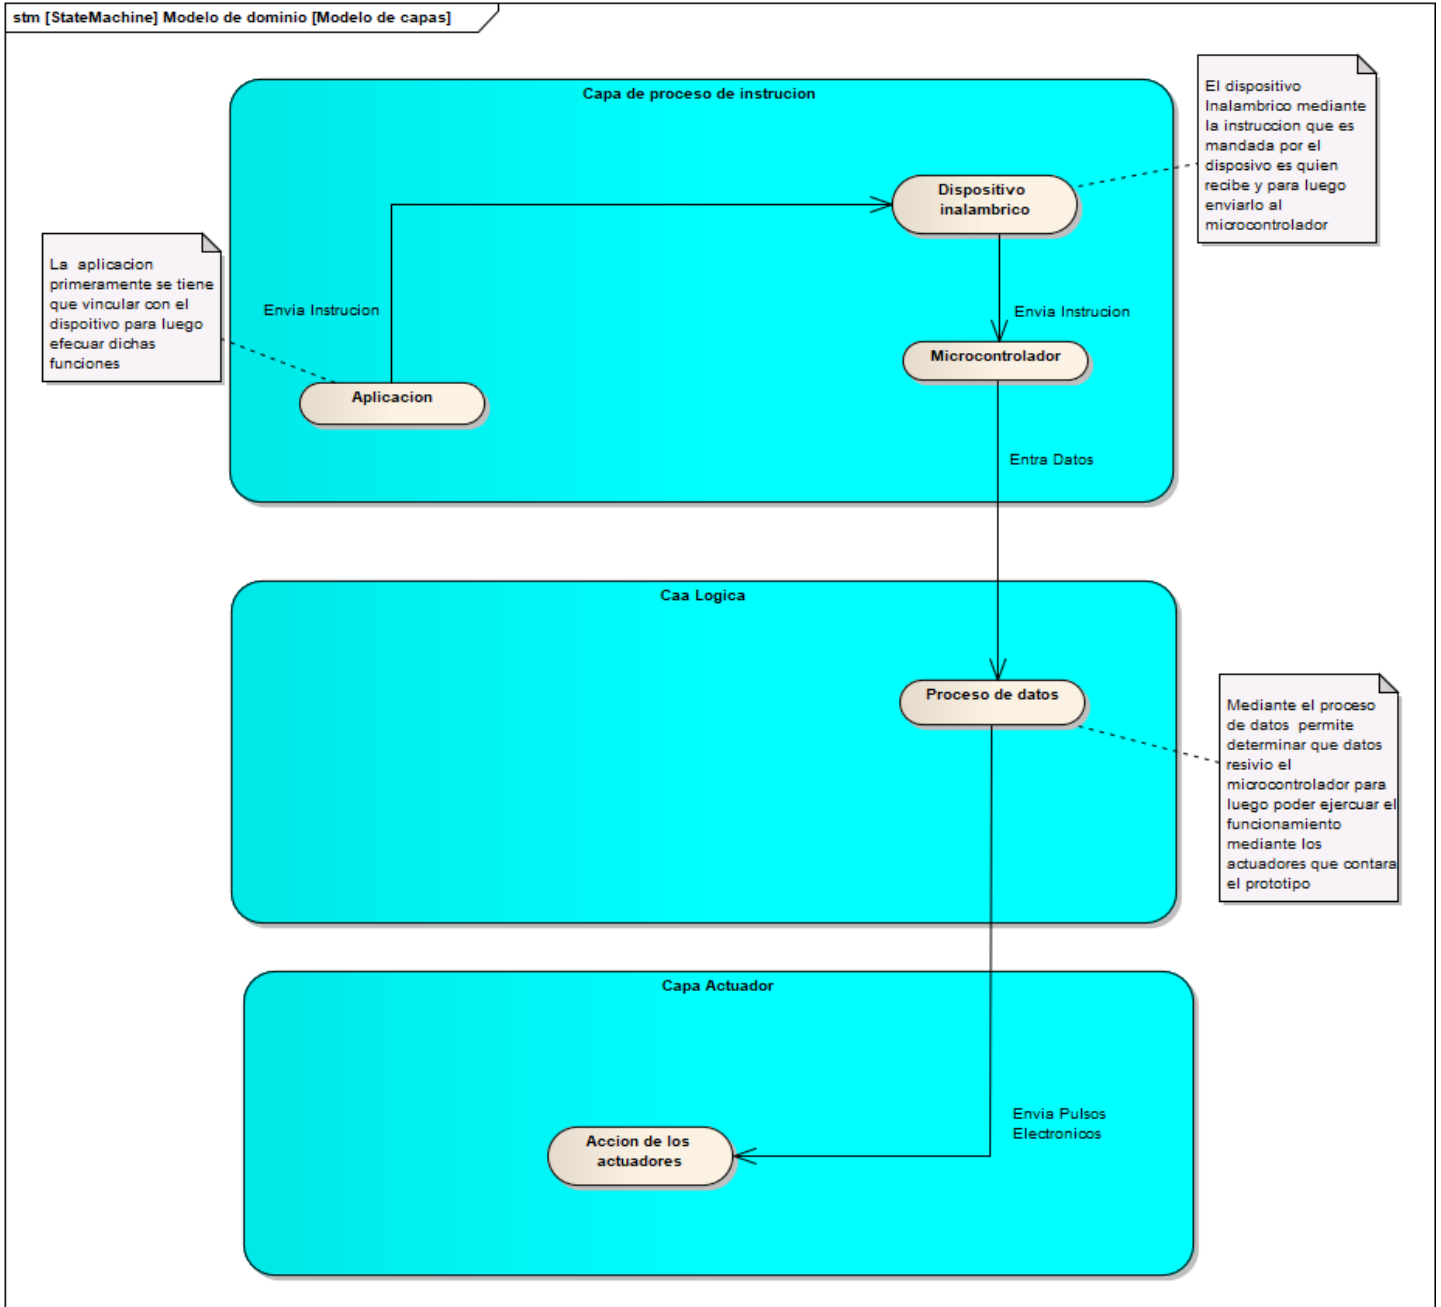 stm [StateMachine] Modelo de dominio [Modelo de capas]
Capa de proceso de instrucion
El dispositivo
Inalambrico mediante
la instruccion que es
mandada por el
disposivo es quien
recibe y para luego
enviarlo al
microcontrolador
Dispositivo
inalambrico
La aplicacion
primeramente se tiene
que vincular con el
dispoitivo para luego
efecuar dichas
funciones
Envia Instrucion
Envia Instrucion
Microcontrolador
Aplicacion
Entra Datos
Caa Logica
Proceso de datos
Mediante el proceso
de datos permite
determinar que datos
resivio el
microcontrolador para
luego poder ejercuar el
funcionamiento
mediante los
actuadores que contara
el prototipo
Capa Actuador
Envia Pulsos
Electronicos
Accion de los
actuadores